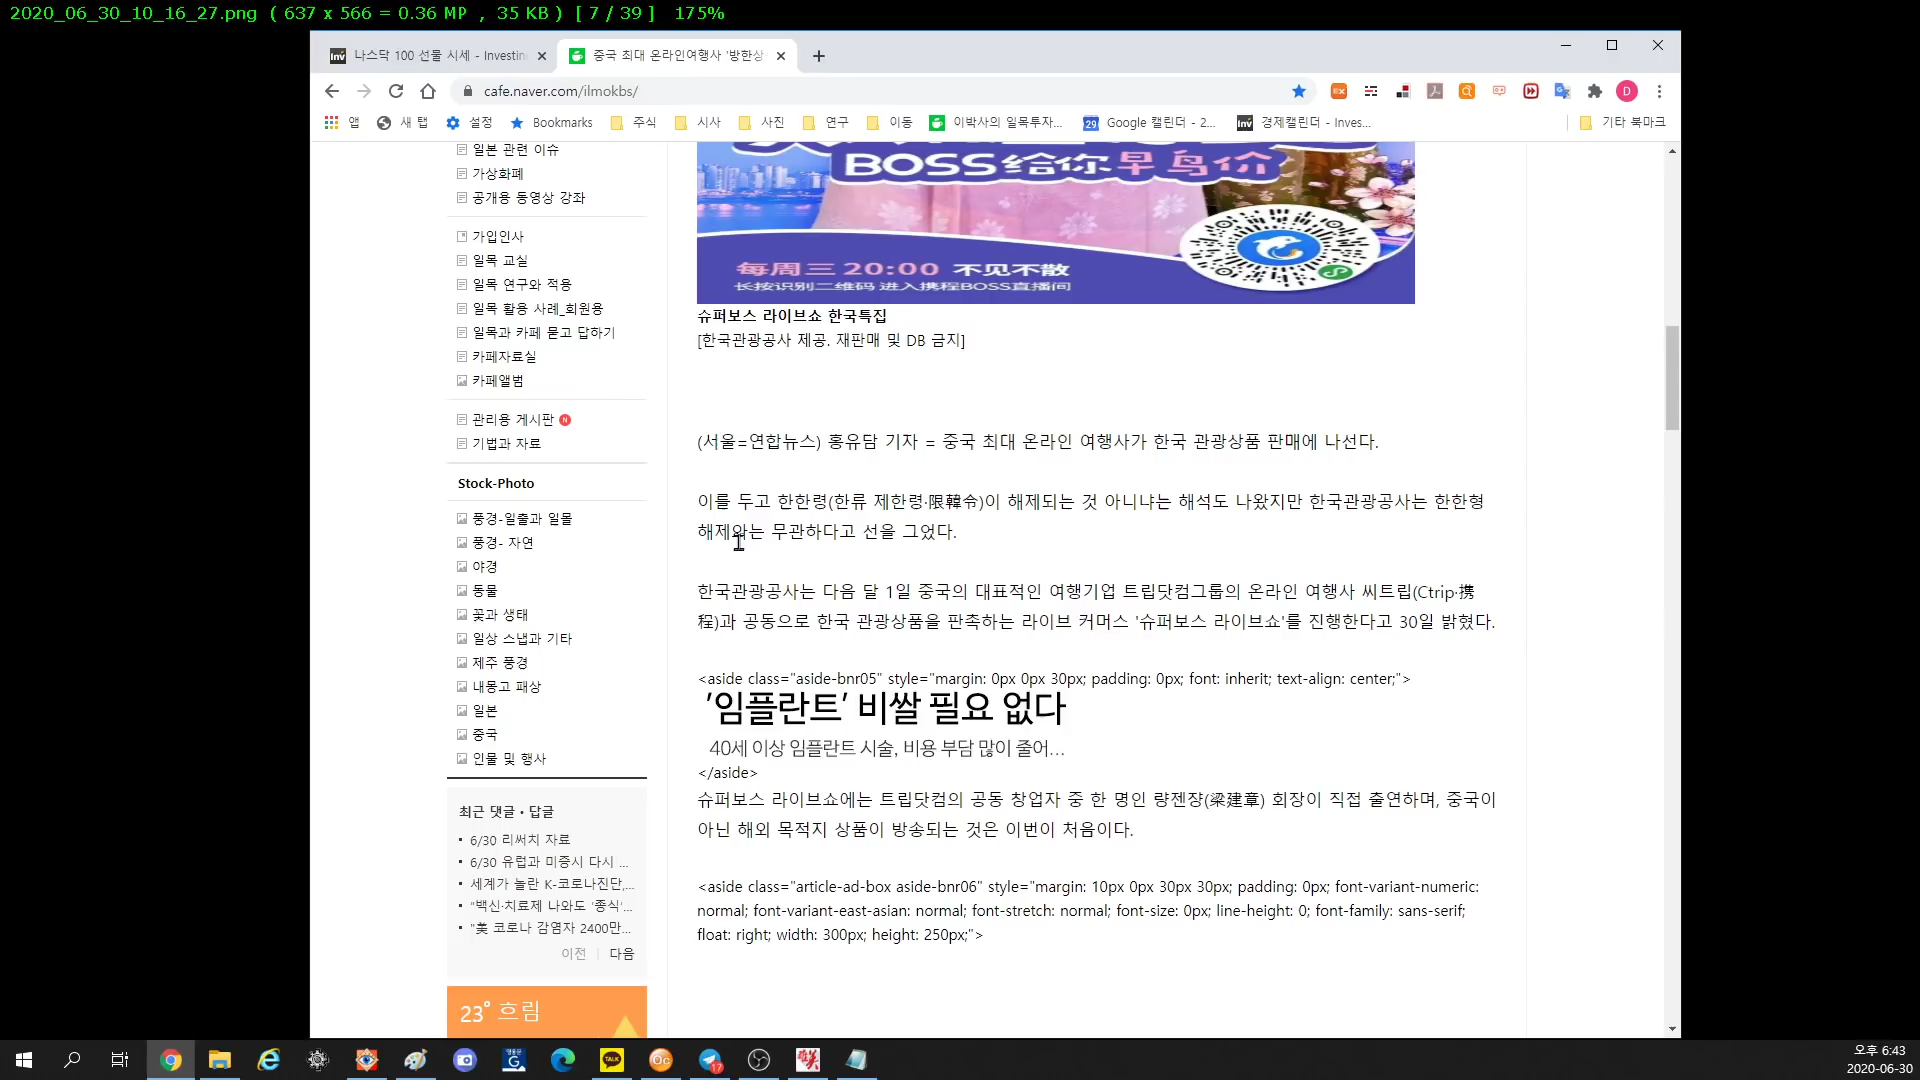 2020_06_30_10_16_27.png ( 637 x 566 = 0.36 MP , 35 KB ) [ 7 / 39 ] 175%
나스닥 100 선물 시세 - Investin
중국 최대 온라인여행사 '방한상
cafe.naver.com/ilmokbs/
앱 새 탭 설정 Bookmarks 주식 시사 사진 연구 이동 이박사의 일목투자... Google 캘린더 - 2... 경제캘린더 - Inves... 기타 북마크
일본 관련 이슈
가상화폐
공개용 동영상 강좌
가입인사
일목 교실
일목 연구와 적용
일목 활용 사례_회원용
일목과 카페 묻고 답하기
카페자료실
카페앨범
관리용 게시판
기법과 자료
Stock-Photo
풍경-일출과 일몰
풍경- 자연
야경
동물
꽃과 생태
일상 스냅과 기타
제주 풍경
내몽고 패상
일본
중국
인물 및 행사
최근 댓글・답글
6/30 리써치 자료
6/30 유럽과 미중시 다시 ...
세계가 놀란 K-코로나진단,...
"백신·치료제 나와도 '종식'...
"美 코로나 감염자 2400만...
이전 다음
23° 흐림
BOSS给你早鸟价
每周三 20:00 不见不散
长按识别二维码 进入携程BOSS直播间
슈퍼보스 라이브쇼 한국특집
[한국관광공사 제공. 재판매 및 DB 금지]
(서울=연합뉴스) 홍유담 기자 = 중국 최대 온라인 여행사가 한국 관광상품 판매에 나선다.
이를 두고 한한령(한류 제한령·限韓令)이 해제되는 것 아니냐는 해석도 나왔지만 한국관광공사는 한한형
해제와는 무관하다고 선을 그었다.
한국관광공사는 다음 달 1일 중국의 대표적인 여행기업 트립닷컴그룹의 온라인 여행사 씨트립(Ctrip·携
程)과 공동으로 한국 관광상품을 판촉하는 라이브 커머스 '슈퍼보스 라이브쇼'를 진행한다고 30일 밝혔다.
<aside class="aside-bnr05" style="margin: 0px 0px 30px; padding: 0px; font: inherit; text-align: center;">
'임플란트' 비쌀 필요 없다
40세 이상 임플란트 시술, 비용 부담 많이 줄어...
</aside>
슈퍼보스 라이브쇼에는 트립닷컴의 공동 창업자 중 한 명인 량젠쟝(梁建章) 회장이 직접 출연하며, 중국이
아닌 해외 목적지 상품이 방송되는 것은 이번이 처음이다.
<aside class="article-ad-box aside-bnr06" style="margin: 10px 0px 30px 30px; padding: 0px; font-variant-numeric:
normal; font-variant-east-asian: normal; font-stretch: normal; font-size: 0px; line-height: 0; font-family: sans-serif;
float: right; width: 300px; height: 250px;">
오후 6:43
2020-06-30